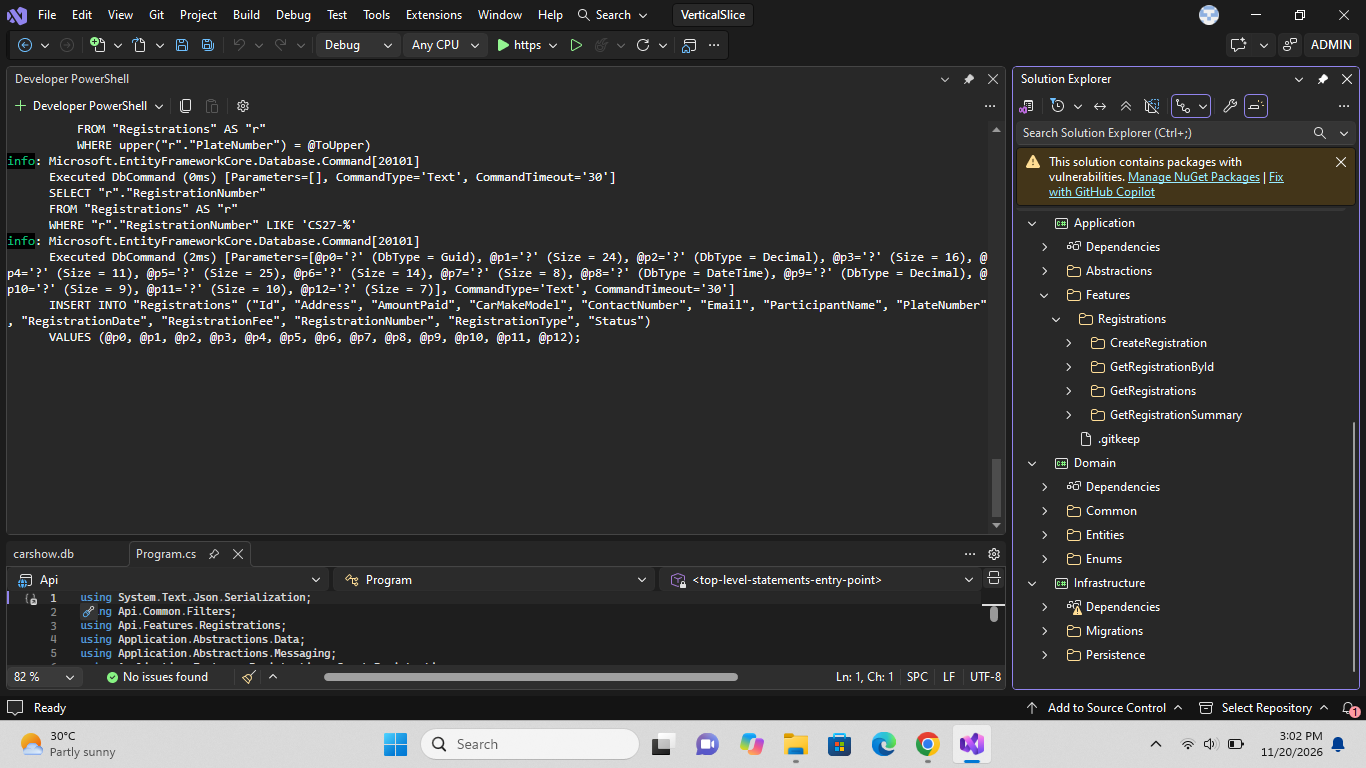 File Edit View Git Project Build Debug Test Tools Extensions Window Help Search VerticalSlice
Debug Any CPU https ADMIN
Developer PowerShell
Developer PowerShell
FROM "Registrations" AS "r"
WHERE upper("r"."PlateNumber") = @ToUpper)
info: Microsoft.EntityFrameworkCore.Database.Command[20101]
Executed DbCommand (0ms) [Parameters=[], CommandType='Text', CommandTimeout='30']
SELECT "r"."RegistrationNumber"
FROM "Registrations" AS "r"
WHERE "r"."RegistrationNumber" LIKE 'CS27-%'
info: Microsoft.EntityFrameworkCore.Database.Command[20101]
Executed DbCommand (2ms) [Parameters=[@p0='?' (DbType = Guid), @p1='?' (Size = 24), @p2='?' (DbType = Decimal), @p3='?' (Size = 16), @
p4='?' (Size = 11), @p5='?' (Size = 25), @p6='?' (Size = 14), @p7='?' (Size = 8), @p8='?' (DbType = DateTime), @p9='?' (DbType = Decimal), @
p10='?' (Size = 9), @p11='?' (Size = 10), @p12='?' (Size = 7)], CommandType='Text', CommandTimeout='30']
INSERT INTO "Registrations" ("Id", "Address", "AmountPaid", "CarMakeModel", "ContactNumber", "Email", "ParticipantName", "PlateNumber"
, "RegistrationDate", "RegistrationFee", "RegistrationNumber", "RegistrationType", "Status")
VALUES (@p0, @p1, @p2, @p3, @p4, @p5, @p6, @p7, @p8, @p9, @p10, @p11, @p12);
carshow.db Program.cs
Api Program <top-level-statements-entry-point>
1 using System.Text.Json.Serialization;
2 ng Api.Common.Filters;
3 using Api.Features.Registrations;
4 using Application.Abstractions.Data;
5 using Application.Abstractions.Messaging;
82 % No issues found Ln: 1, Ch: 1 SPC LF UTF-8
Solution Explorer
Search Solution Explorer (Ctrl+;)
This solution contains packages with
vulnerabilities. Manage NuGet Packages | Fix
with GitHub Copilot
Application
Dependencies
Abstractions
Features
Registrations
CreateRegistration
GetRegistrationById
GetRegistrations
GetRegistrationSummary
.gitkeep
Domain
Dependencies
Common
Entities
Enums
Infrastructure
Dependencies
Migrations
Persistence
Ready Add to Source Control Select Repository 1
30°C
Partly sunny
Search
3:02 PM
11/20/2026